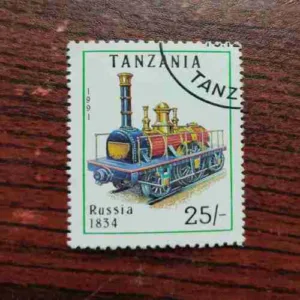 TANZANIA
1991
TANZ
Russia
1834
25/-